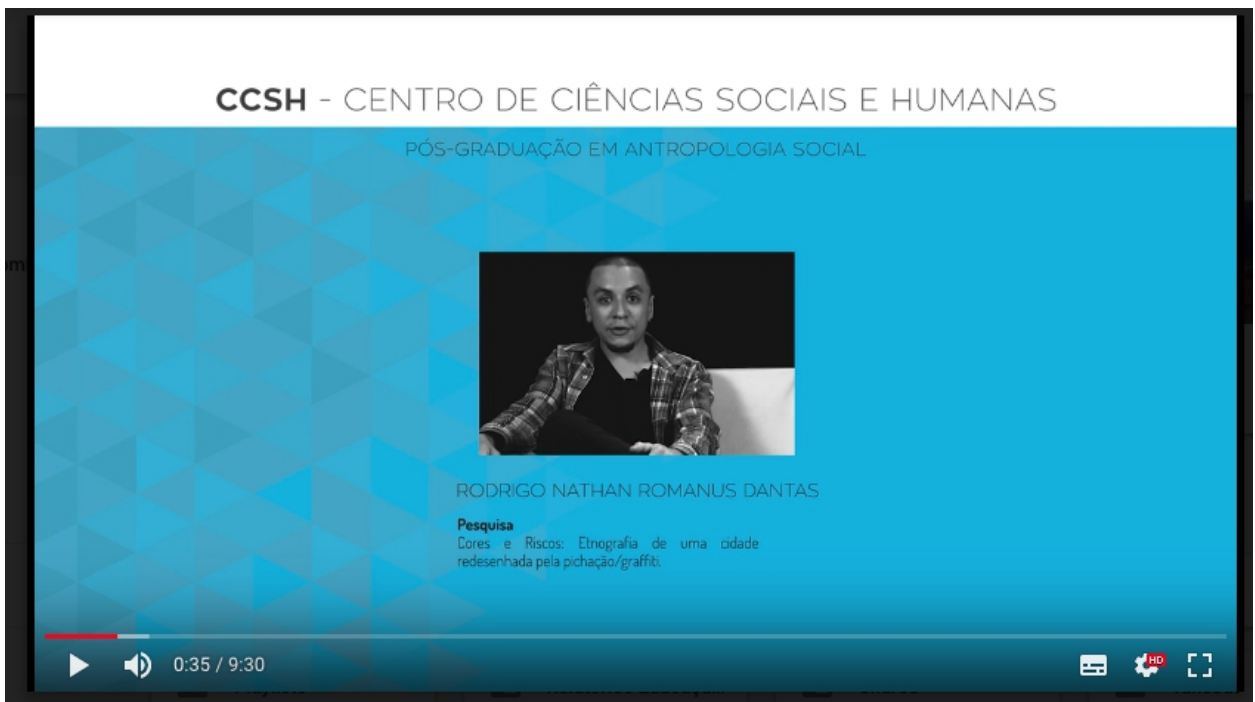 CCSH - CENTRO DE CIÊNCIAS SOCIAIS E HUMANAS
PÓS-GRADUAÇÃO EM ANTROPOLOGIA SOCIAL
RODRIGO NATHAN ROMANUS DANTAS
Pesquisa
Cores e Riscos: Etnografia de uma cidade
redesenhada pela pichação/graffiti.
0:35 / 9:30
HD